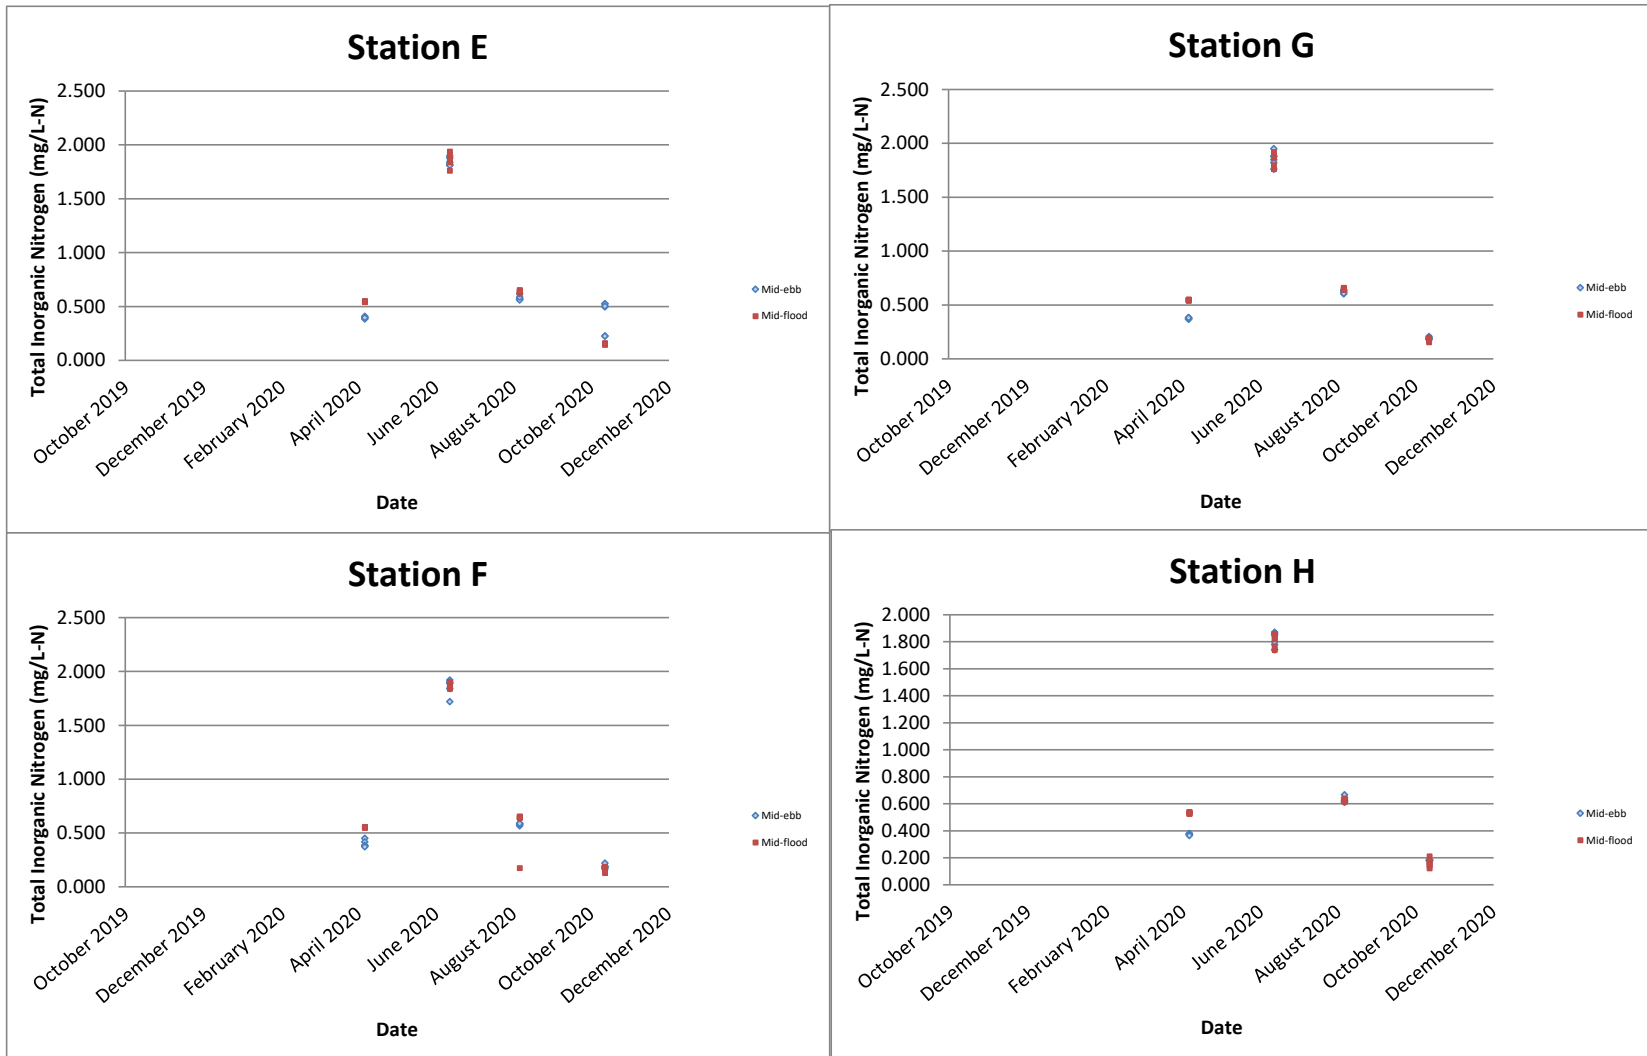 Station E
Total Inorganic Nitrogen (mg/L-N)
2.500
2.000
1.500
1.000
0.500
0.000
October 2019
December 2019
February 2020
April 2020
June 2020
August 2020
October 2020
December 2020
Date
Mid-ebb
Mid-flood
Station G
Total Inorganic Nitrogen (mg/L-N)
2.500
2.000
1.500
1.000
0.500
0.000
October 2019
December 2019
February 2020
April 2020
June 2020
August 2020
October 2020
December 2020
Date
Mid-ebb
Mid-flood
Station F
Total Inorganic Nitrogen (mg/L-N)
2.500
2.000
1.500
1.000
0.500
0.000
October 2019
December 2019
February 2020
April 2020
June 2020
August 2020
October 2020
December 2020
Date
Mid-ebb
Mid-flood
Station H
Total Inorganic Nitrogen (mg/L-N)
2.000
1.800
1.600
1.400
1.200
1.000
0.800
0.600
0.400
0.200
0.000
October 2019
December 2019
February 2020
April 2020
June 2020
August 2020
October 2020
December 2020
Date
Mid-ebb
Mid-flood